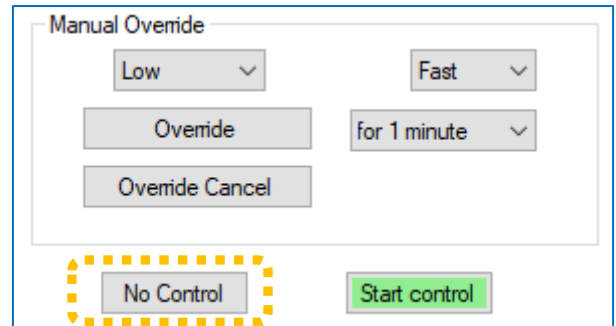 Manual Override
Low Fast
Override for 1 minute
Override Cancel
No Control Start control